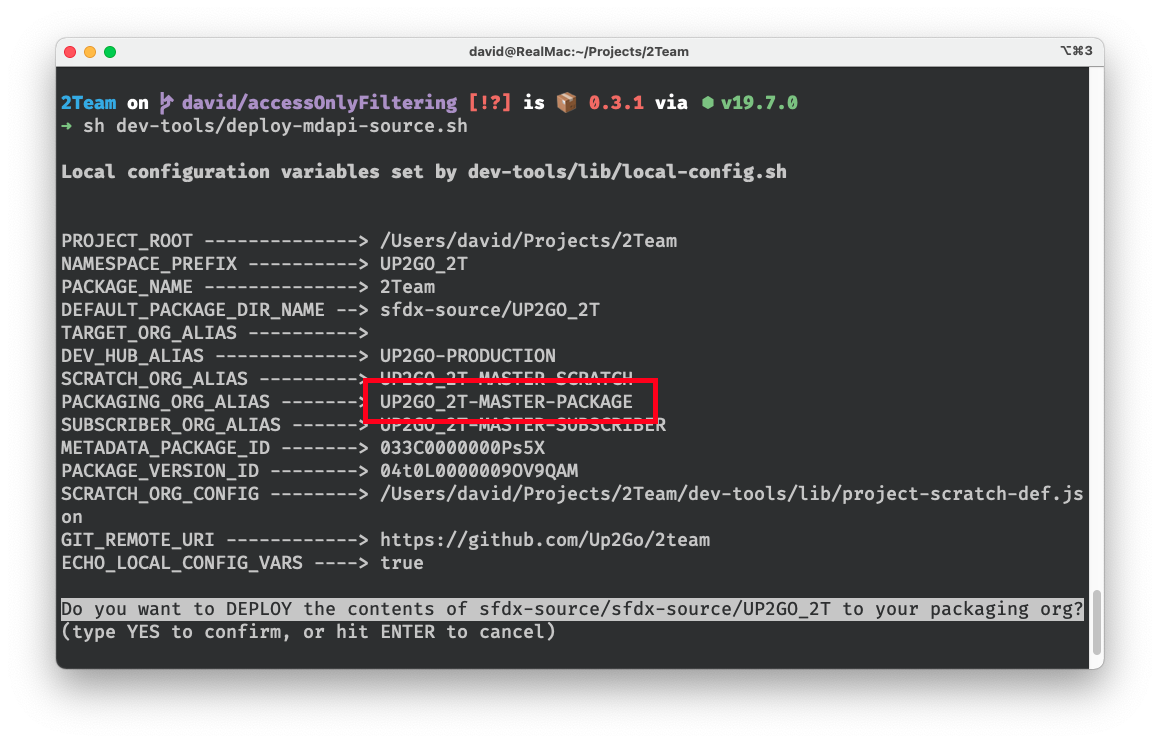 david@RealMac:~/Projects/2Team ⌥⌘3
2Team on david/accessOnlyFiltering [!?] is 📦 0.3.1 via ⬢ v19.7.0
➜ sh dev-tools/deploy-mdapi-source.sh
Local configuration variables set by dev-tools/lib/local-config.sh
PROJECT_ROOT --------------> /Users/david/Projects/2Team
NAMESPACE_PREFIX ----------> UP2GO_2T
PACKAGE_NAME --------------> 2Team
DEFAULT_PACKAGE_DIR_NAME --> sfdx-source/UP2GO_2T
TARGET_ORG_ALIAS ---------->
DEV_HUB_ALIAS -------------> UP2GO-PRODUCTION
SCRATCH_ORG_ALIAS ---------> UP2GO_2T-MASTER-SCRATCH
PACKAGING_ORG_ALIAS -------> UP2GO_2T-MASTER-PACKAGE
SUBSCRIBER_ORG_ALIAS ------> UP2GO_2T-MASTER-SUBSCRIBER
METADATA_PACKAGE_ID -------> 033C0000000Ps5X
PACKAGE_VERSION_ID --------> 04t0L0000009OV9QAM
SCRATCH_ORG_CONFIG --------> /Users/david/Projects/2Team/dev-tools/lib/project-scratch-def.js
on
GIT_REMOTE_URI ------------> https://github.com/Up2Go/2team
ECHO_LOCAL_CONFIG_VARS ----> true
Do you want to DEPLOY the contents of sfdx-source/sfdx-source/UP2GO_2T to your packaging org?
(type YES to confirm, or hit ENTER to cancel)